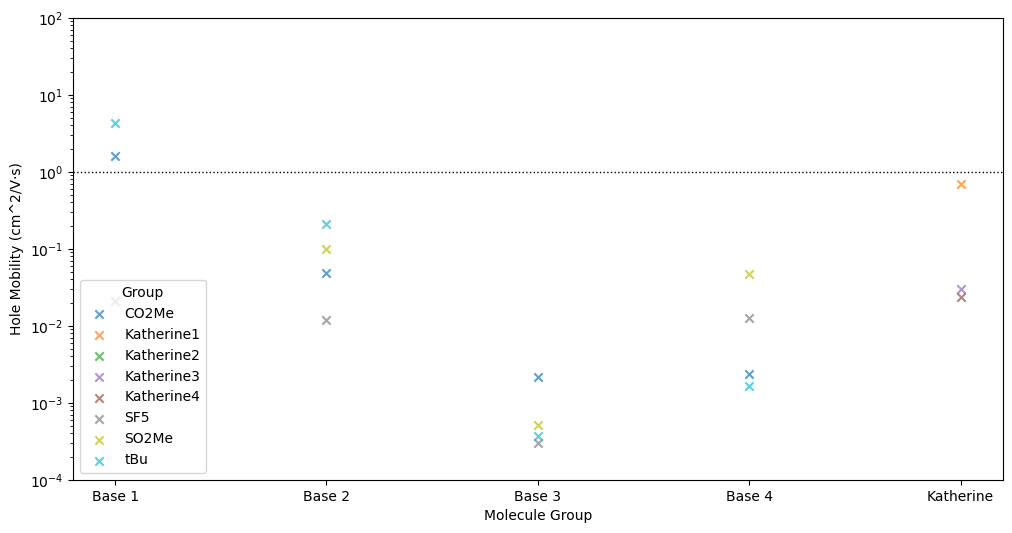 10^2
10^1
10^0
10^-1
10^-2
10^-3
10^-4
Hole Mobility (cm^2/V·s)
Group
CO2Me
Katherine1
Katherine2
Katherine3
Katherine4
SF5
SO2Me
tBu
Base 1
Base 2
Base 3
Base 4
Katherine
Molecule Group